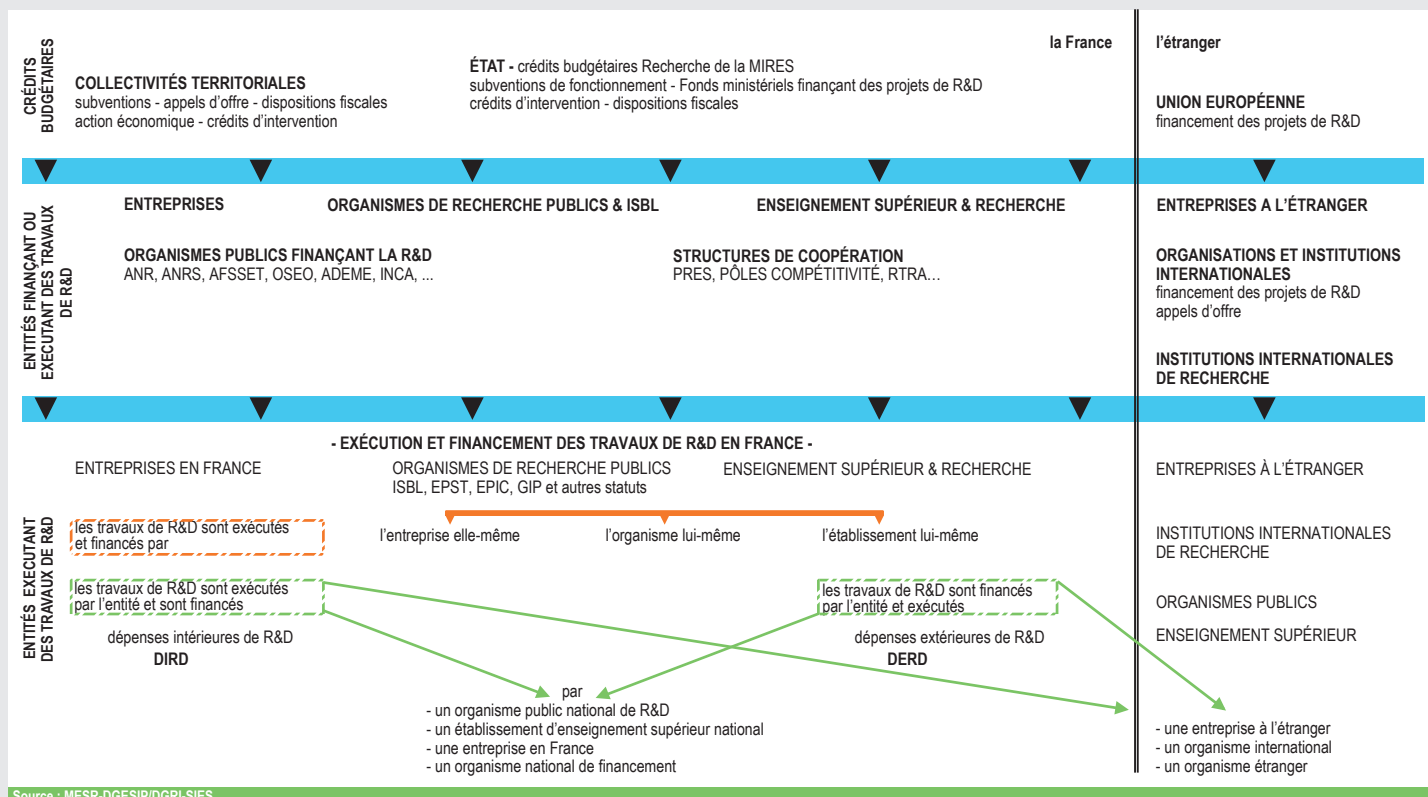 CRÉDITS
BUDGÉTAIRES
la France
l’étranger
COLLECTIVITÉS TERRITORIALES
subventions - appels d’offre - dispositions fiscales
action économique - crédits d’intervention
ÉTAT - crédits budgétaires Recherche de la MIRES
subventions de fonctionnement - Fonds ministériels finançant des projets de R&D
crédits d’intervention - dispositions fiscales
UNION EUROPÉENNE
financement des projets de R&D
ENTITÉS FINANÇANT OU
EXECUTANT DES TRAVAUX
DE R&D
ENTREPRISES
ORGANISMES DE RECHERCHE PUBLICS & ISBL
ENSEIGNEMENT SUPÉRIEUR & RECHERCHE
ENTREPRISES A L’ÉTRANGER
ORGANISMES PUBLICS FINANÇANT LA R&D
ANR, ANRS, AFSSET, OSEO, ADEME, INCA, ...
STRUCTURES DE COOPÉRATION
PRES, PÔLES COMPÉTITIVITÉ, RTRA…
ORGANISATIONS ET INSTITUTIONS
INTERNATIONALES
financement des projets de R&D
appels d’offre
INSTITUTIONS INTERNATIONALES
DE RECHERCHE
ENTITÉS EXECUTANT
DES TRAVAUX DE R&D
- EXÉCUTION ET FINANCEMENT DES TRAVAUX DE R&D EN FRANCE -
ENTREPRISES EN FRANCE
ORGANISMES DE RECHERCHE PUBLICS
ISBL, EPST, EPIC, GIP et autres statuts
ENSEIGNEMENT SUPÉRIEUR & RECHERCHE
ENTREPRISES À L’ÉTRANGER
les travaux de R&D sont exécutés
et financés par
l’entreprise elle-même
l’organisme lui-même
l’établissement lui-même
INSTITUTIONS INTERNATIONALES
DE RECHERCHE
les travaux de R&D sont exécutés
par l’entité et sont financés
les travaux de R&D sont financés
par l’entité et exécutés
ORGANISMES PUBLICS
ENSEIGNEMENT SUPÉRIEUR
dépenses intérieures de R&D
DIRD
dépenses extérieures de R&D
DERD
par
- un organisme public national de R&D
- un établissement d’enseignement supérieur national
- une entreprise en France
- un organisme national de financement
- une entreprise à l’étranger
- un organisme international
- un organisme étranger
Source : MESR-DGESIP/DGRI-SIES